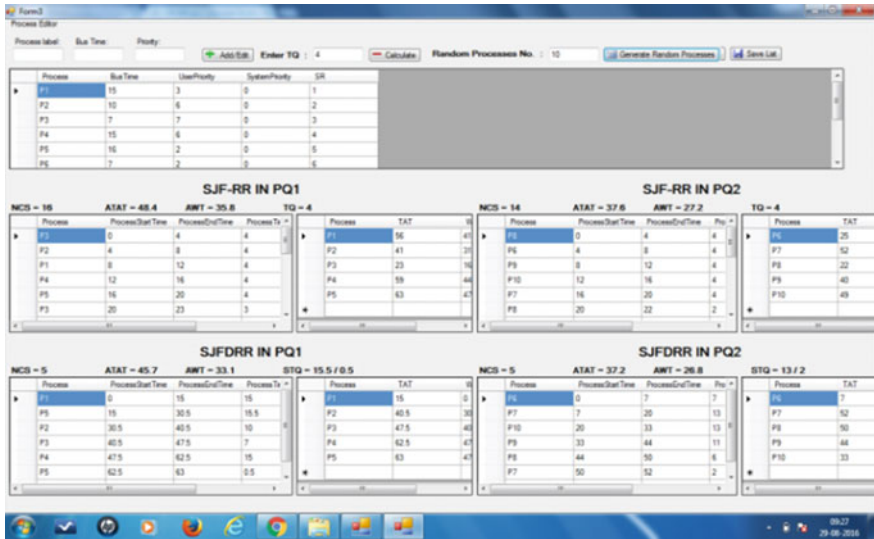 Form3
Process Editor
Process label: Bus Time: Priority:
Add/Edit Enter TQ : 4 Calculate Random Processes No. : 10 Generate Random Processes Save List
Process BusTime UserPriority SystemPriority SR
P1 15 3 0 1
P2 10 6 0 2
P3 7 7 0 3
P4 15 6 0 4
P5 16 2 0 5
P6 7 2 0 6
SJF-RR IN PQ1 SJF-RR IN PQ2
NCS = 16 ATAT = 48.4 AWT = 35.8 TQ = 4 NCS = 14 ATAT = 37.6 AWT = 27.2 TQ = 4
Process ProcessStartTime ProcessEndTime Process Process TAT Process ProcessStartTime ProcessEndTime Process TAT
P3 0 4 4 P1 56 41 P8 0 4 4 P6 25
P2 4 8 4 P2 41 31 P6 4 8 4 P7 52
P1 8 12 4 P3 23 16 P9 8 12 4 P8 22
P4 12 16 4 P4 59 44 P10 12 16 4 P9 40
P5 16 20 4 P5 63 47 P7 16 20 4 P10 49
P3 20 23 3 P8 20 22 2
SJFDRR IN PQ1 SJFDRR IN PQ2
NCS = 5 ATAT = 45.7 AWT = 33.1 STQ = 15.5 / 0.5 NCS = 5 ATAT = 37.2 AWT = 26.8 STQ = 13 / 2
Process ProcessStartTime ProcessEndTime Process Process TAT Process ProcessStartTime ProcessEndTime Process TAT
P1 0 15 15 P1 15 0 P6 0 7 7 P6 7
P5 15 30.5 15.5 P2 40.5 30 P7 7 20 13 P7 52
P2 30.5 40.5 10 P3 47.5 40 P10 20 33 13 P8 50
P3 40.5 47.5 7 P4 62.5 47 P9 33 44 11 P9 44
P4 47.5 62.5 15 P5 63 47 P8 44 50 6 P10 33
P5 62.5 63 0.5 P7 50 52 2
09:27
29-08-2016